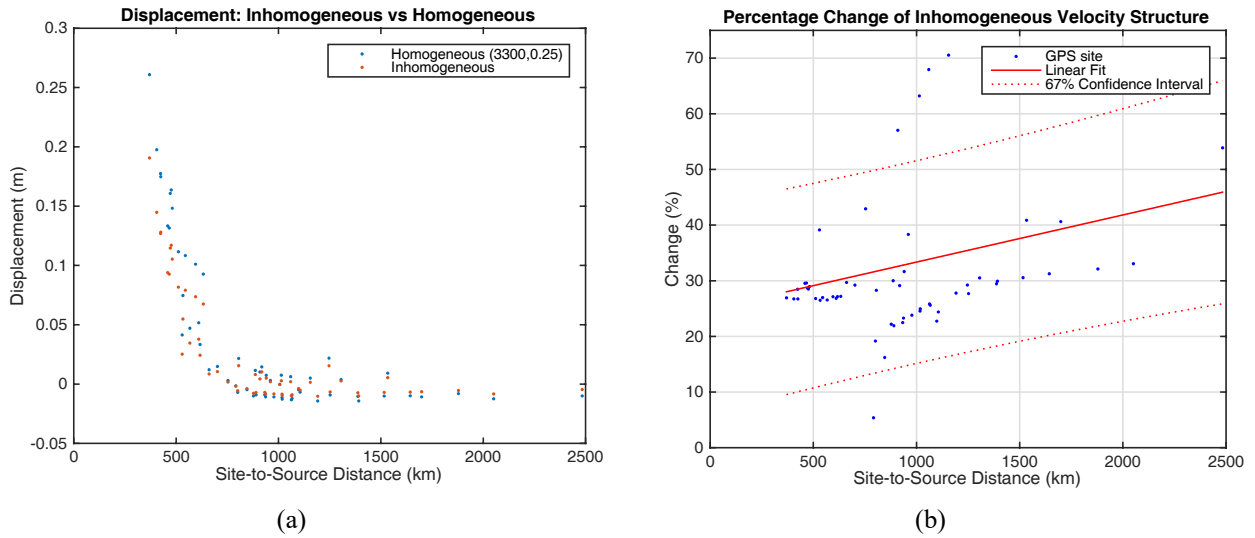 Displacement: Inhomogeneous vs Homogeneous
0.3
0.25
0.2
0.15
0.1
0.05
0
-0.05
Displacement (m)
Homogeneous (3300,0.25)
Inhomogeneous
0 500 1000 1500 2000 2500
Site-to-Source Distance (km)
(a)
Percentage Change of Inhomogeneous Velocity Structure
70
60
50
40
30
20
10
0
Change (%)
GPS site
Linear Fit
67% Confidence Interval
0 500 1000 1500 2000 2500
Site-to-Source Distance (km)
(b)